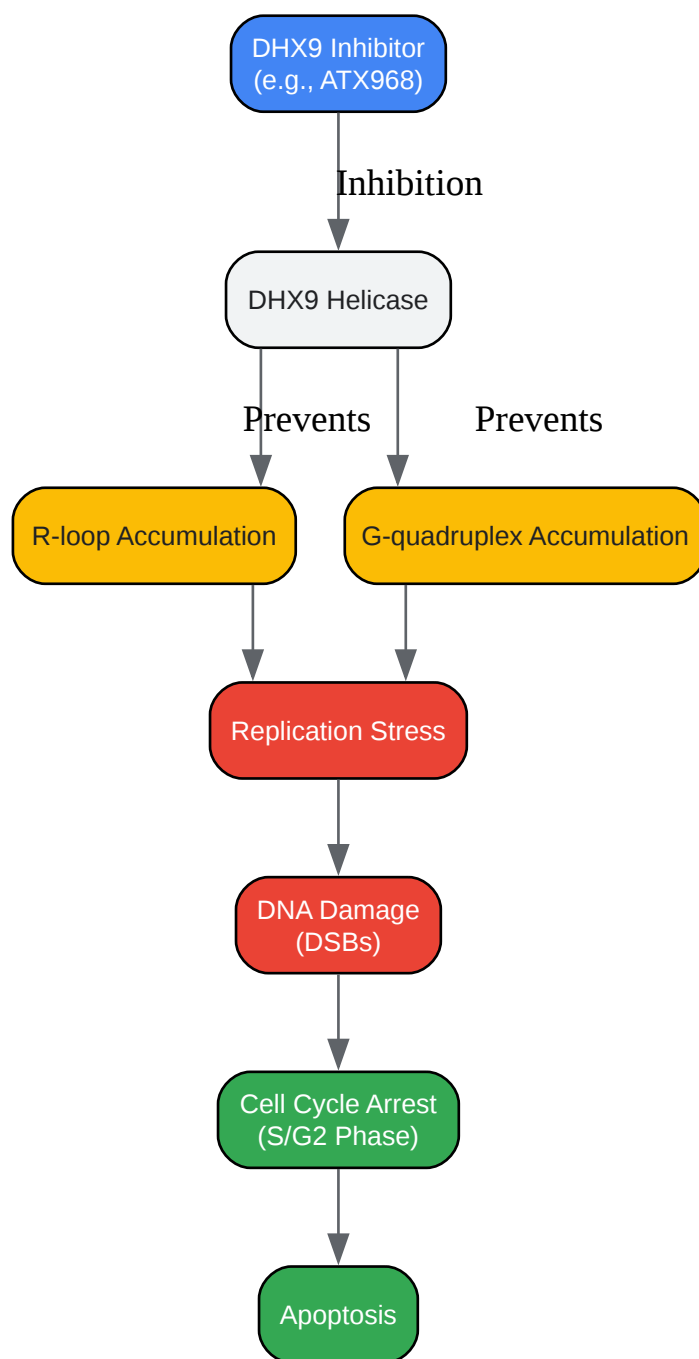 DHX9 Inhibitor
(e.g., ATX968)
Inhibition
DHX9 Helicase
Prevents
Prevents
R-loop Accumulation
G-quadruplex Accumulation
Replication Stress
DNA Damage
(DSBs)
Cell Cycle Arrest
(S/G2 Phase)
Apoptosis